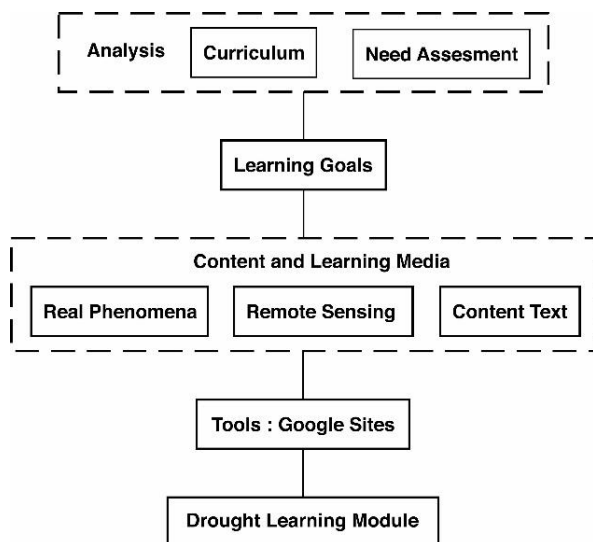 Analysis
Curriculum
Need Assesment
Learning Goals
Content and Learning Media
Real Phenomena
Remote Sensing
Content Text
Tools : Google Sites
Drought Learning Module